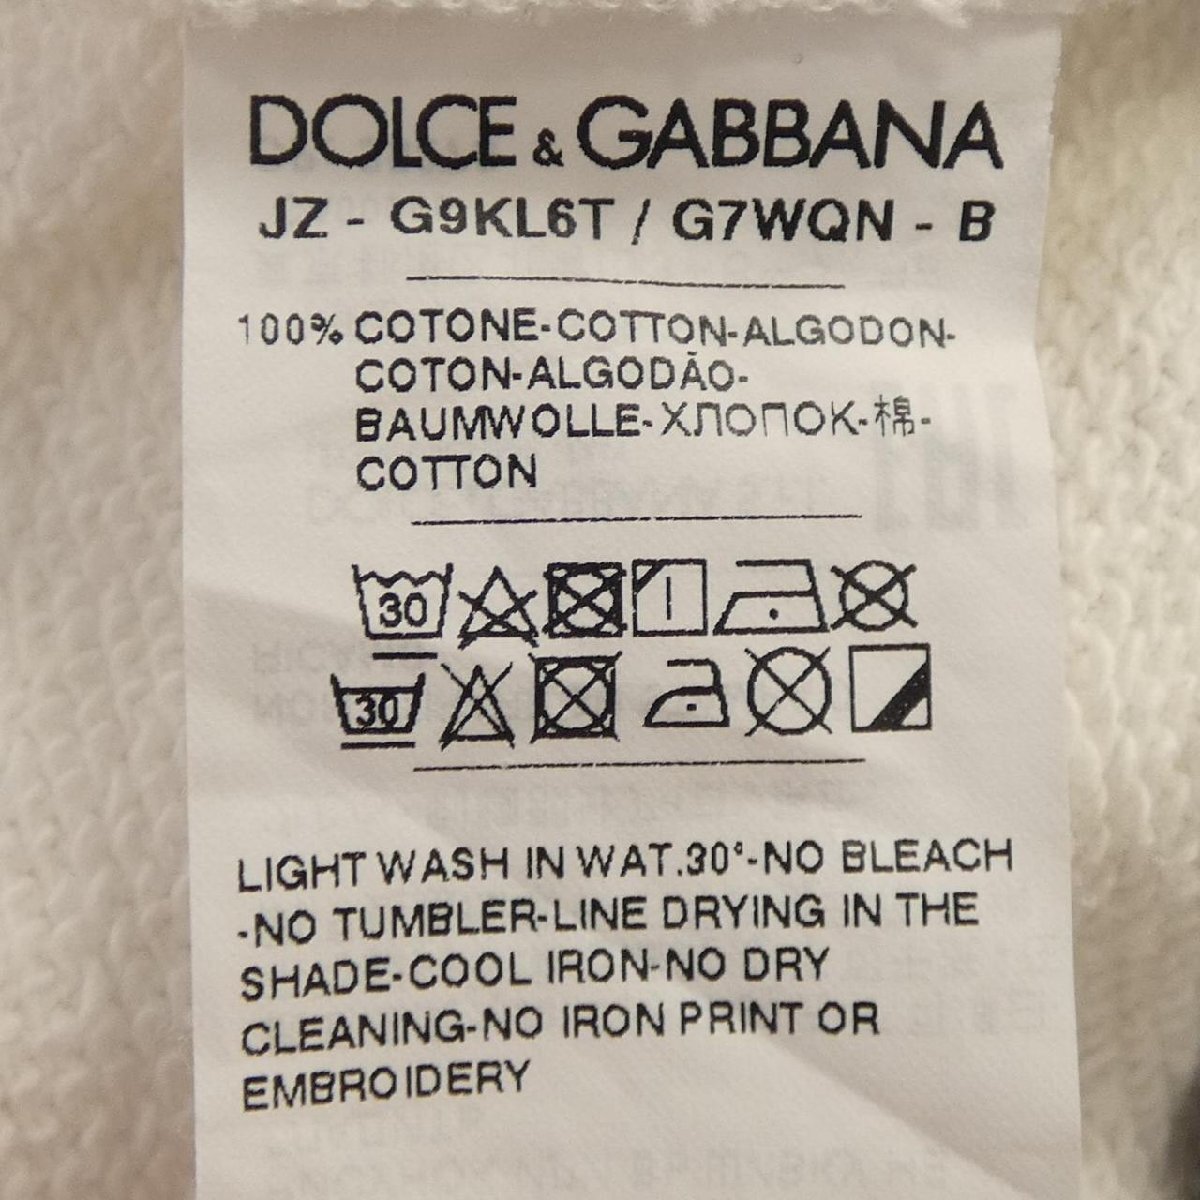 DOLCE & GABBANA
JZ - G9KL6T / G7WQN - B
100% COTONE-COTTON-ALGODON-
COTON-ALGODÃO-
BAUMWOLLE-ХЛОПОК-棉-
COTTON
30
30
LIGHT WASH IN WAT.30°-NO BLEACH
-NO TUMBLER-LINE DRYING IN THE
SHADE-COOL IRON-NO DRY
CLEANING-NO IRON PRINT OR
EMBROIDERY